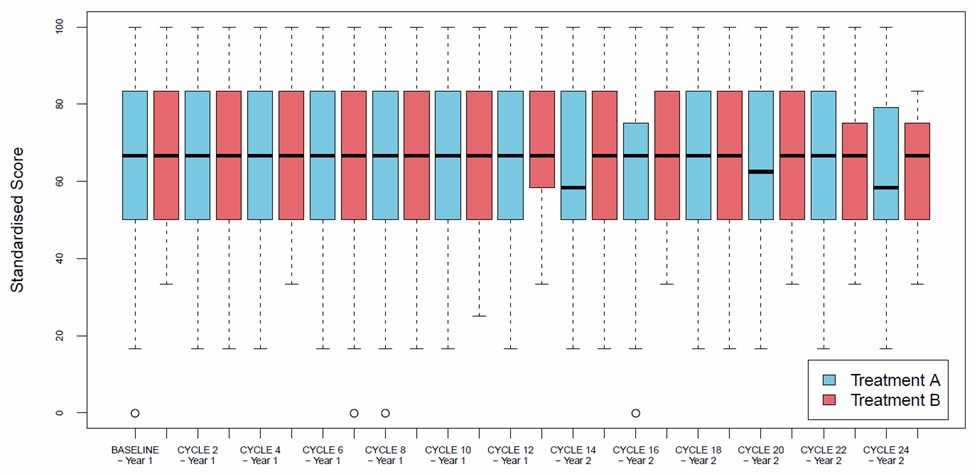 Standardised Score
100
80
60
40
20
0
BASELINE
– Year 1
CYCLE 2
– Year 1
CYCLE 4
– Year 1
CYCLE 6
– Year 1
CYCLE 8
– Year 1
CYCLE 10
– Year 1
CYCLE 12
– Year 1
CYCLE 14
– Year 2
CYCLE 16
– Year 2
CYCLE 18
– Year 2
CYCLE 20
– Year 2
CYCLE 22
– Year 2
CYCLE 24
– Year 2
Treatment A
Treatment B